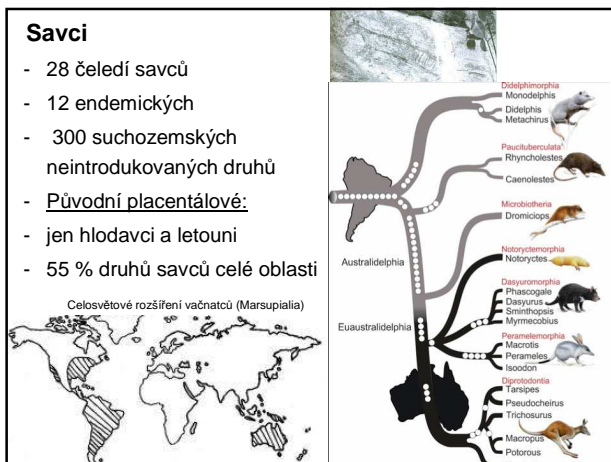 Savci
- 28 čeledí savců
- 12 endemických
- 300 suchozemských
neintrodukovaných druhů
- Původní placentálové:
- jen hlodavci a letouni
- 55 % druhů savců celé oblasti
Celosvětové rozšíření vačnatců (Marsupialia)
Didelphimorphia
Monodelphis
Didelphis
Metachirus
Paucituberculata
Rhyncholestes
Caenolestes
Microbiotheria
Dromiciops
Australidelphia
Notoryctemorphia
Notoryctes
Dasyuromorphia
Phascogale
Dasyurus
Sminthopsis
Myrmecobius
Euaustralidelphia
Peramelemorphia
Macrotis
Perameles
Isoodon
Diprotodontia
Tarsipes
Pseudocheirus
Trichosurus
Macropus
Potorous